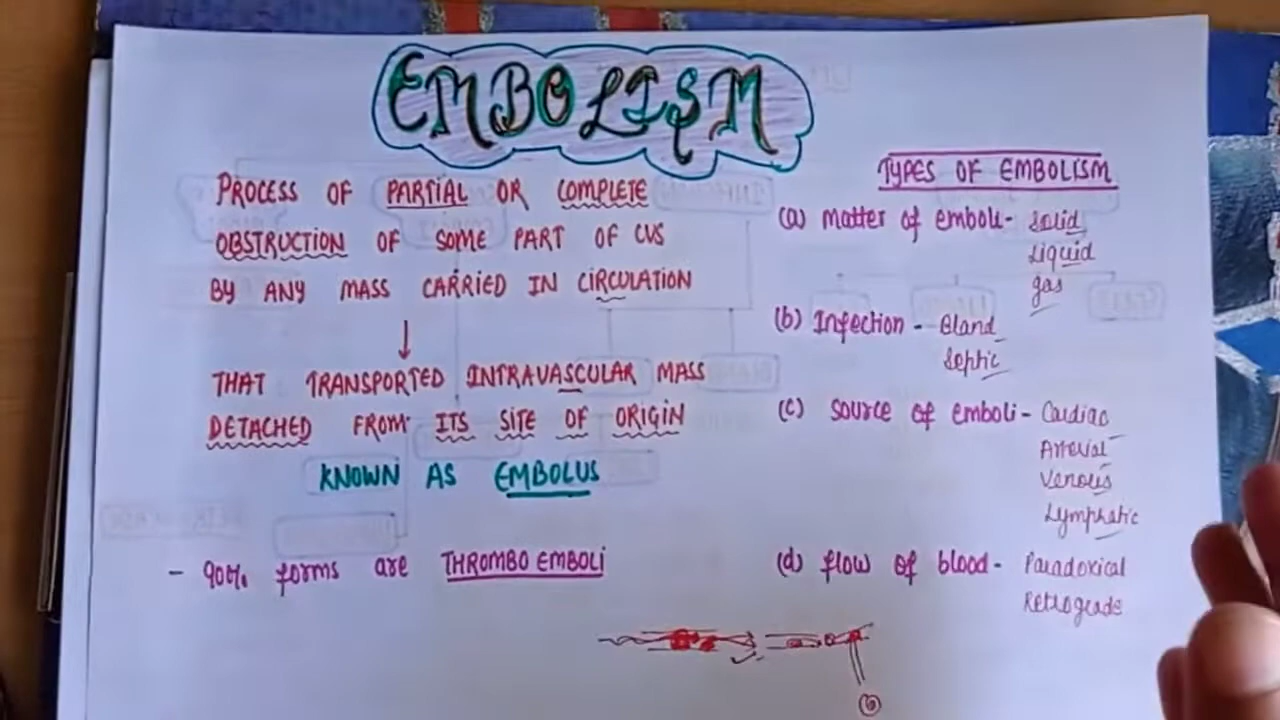 EMBOLISM
PROCESS OF PARTIAL OR COMPLETE
OBSTRUCTION OF SOME PART OF CVS
BY ANY MASS CARRIED IN CIRCULATION
THAT TRANSPORTED INTRAVASCULAR MASS
DETACHED FROM ITS SITE OF ORIGIN
KNOWN AS EMBOLUS
- 90% forms are THROMBO EMBOLI
TYPES OF EMBOLISM
(a) matter of emboli- Solid
Liquid
gas
(b) Infection - Bland
Septic
(c) source of emboli - Cardiac
Arterial
Venous
Lymphatic
(d) flow of blood - Paradoxical
Retrograde